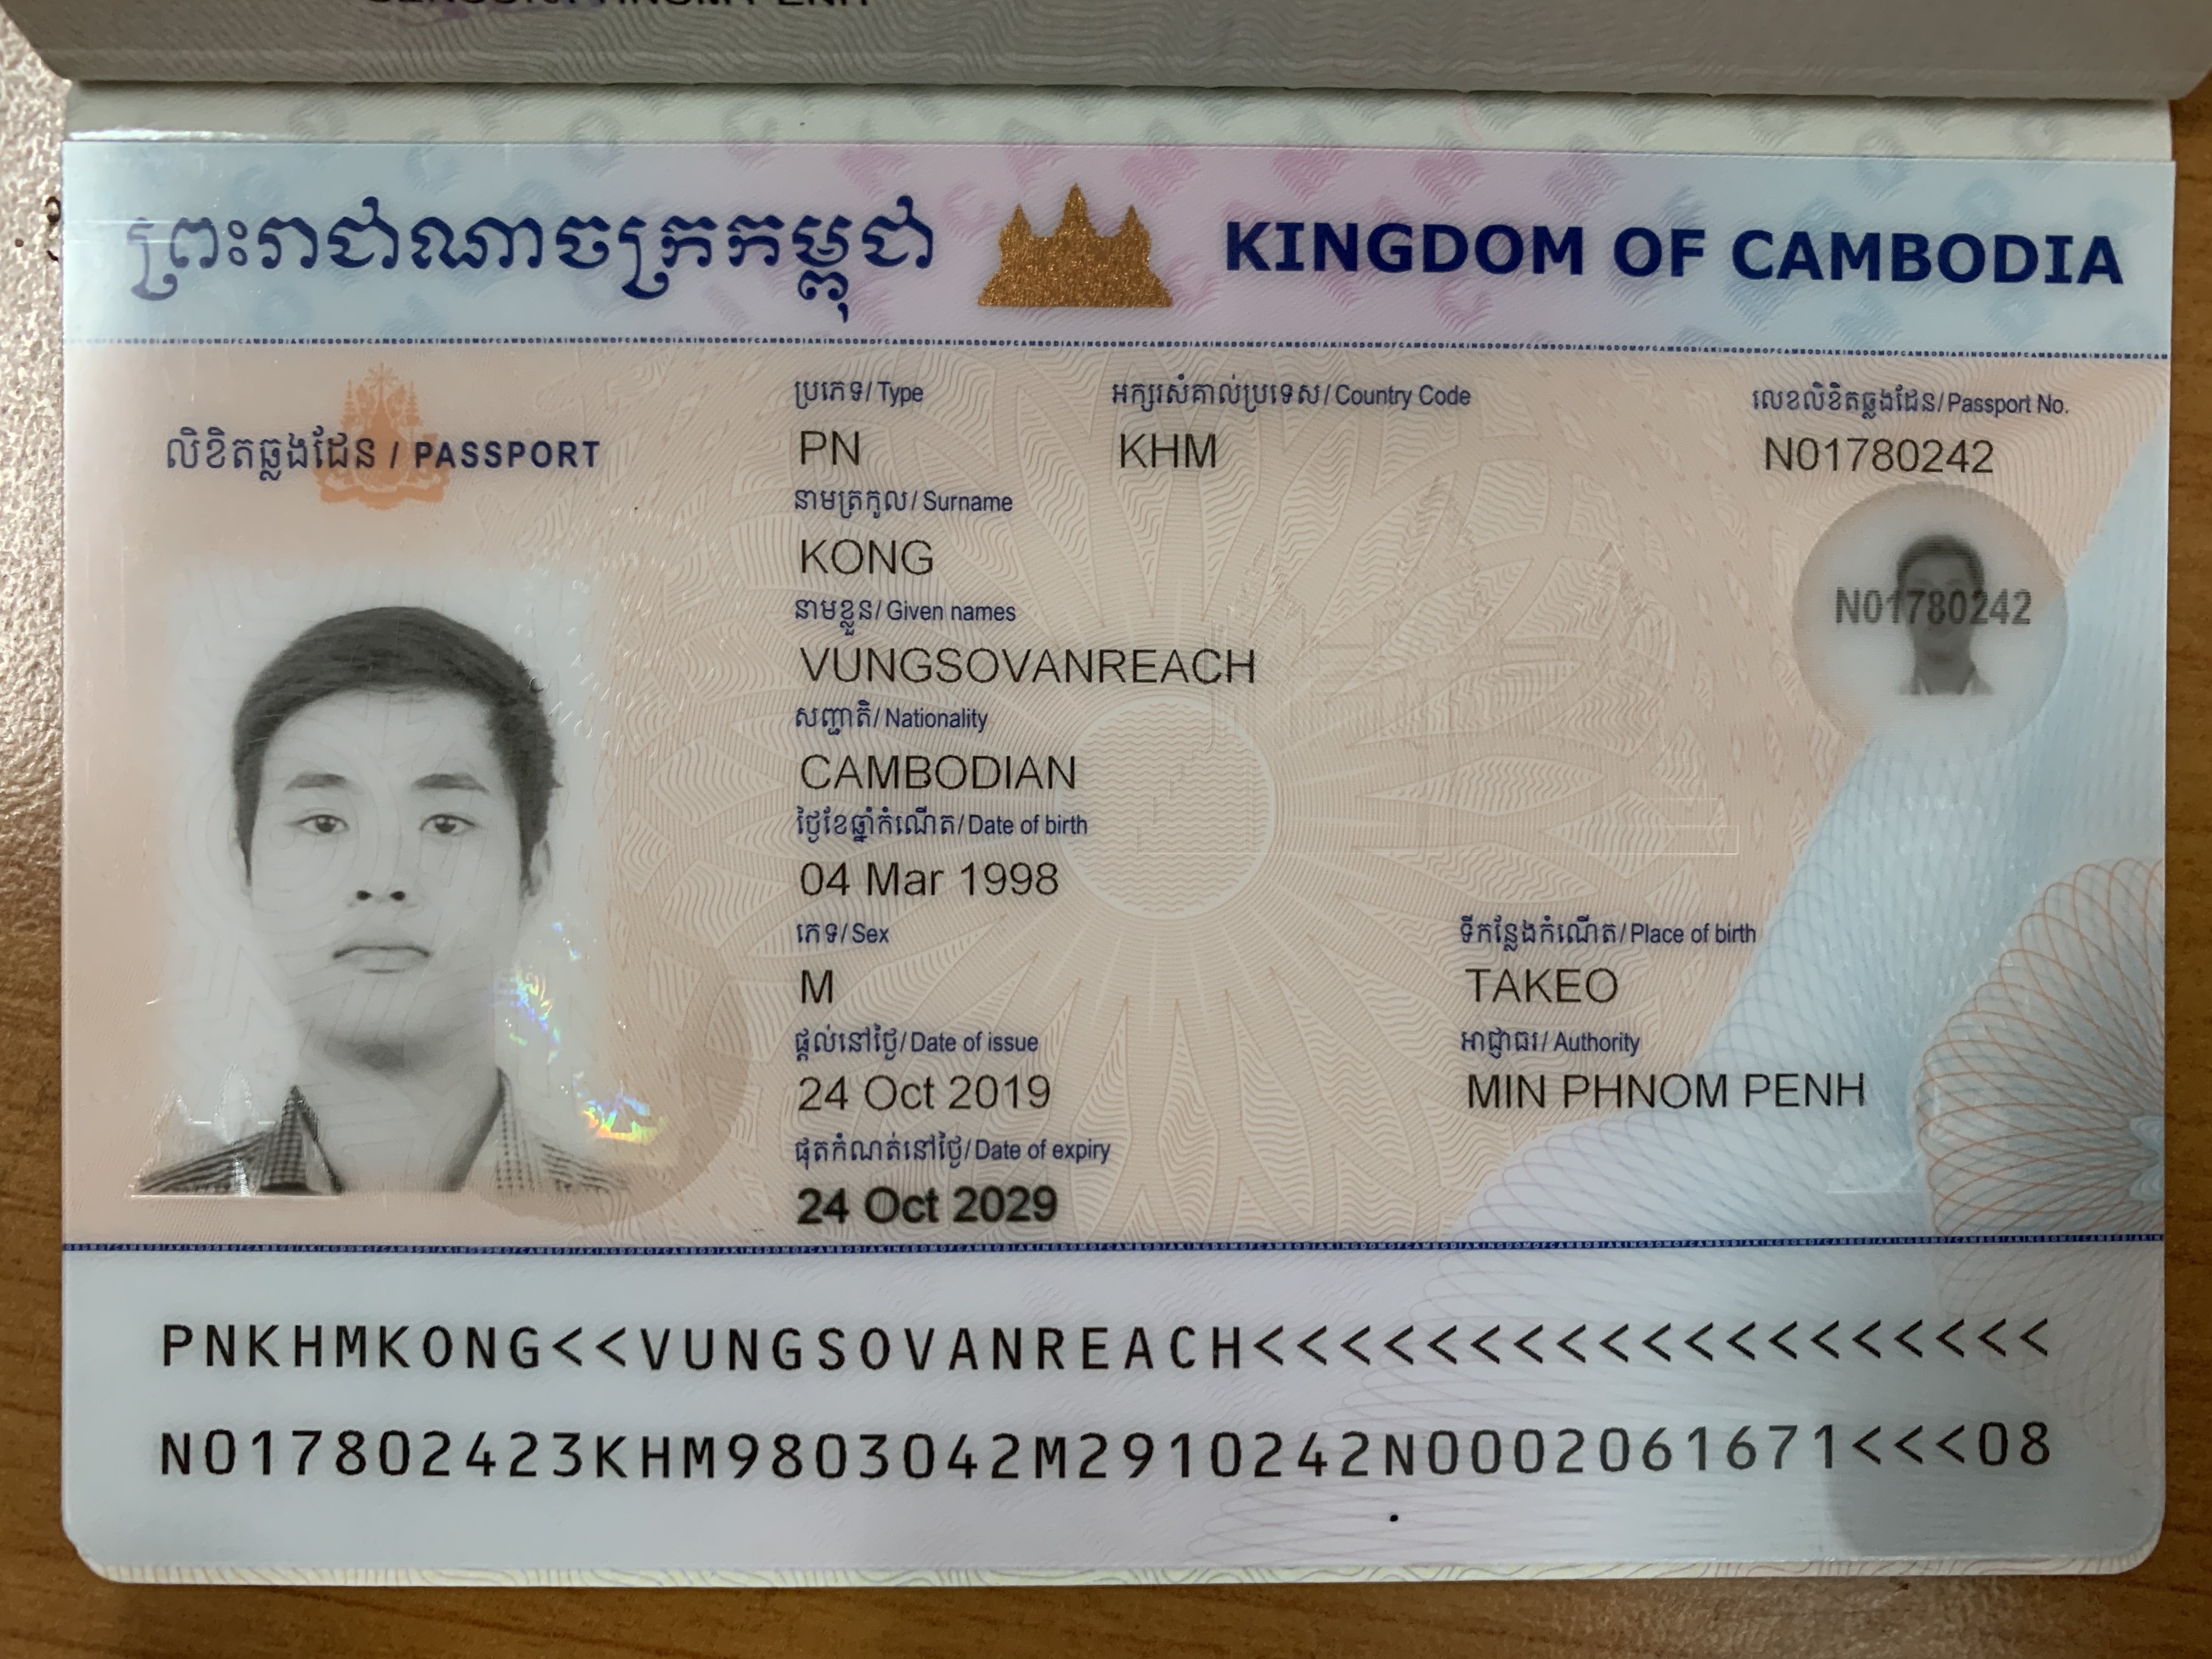 ព្រះរាជាណាចក្រកម្ពុជា KINGDOM OF CAMBODIA
លិខិតឆ្លងដែន / PASSPORT
ប្រភេទ/ Type អក្សរសំគាល់ប្រទេស/ Country Code លេខលិខិតឆ្លងដែន/ Passport No.
PN KHM N01780242
នាមត្រកូល/ Surname
KONG
N01780242
នាមខ្លួន/ Given names
VUNGSOVANREACH
សញ្ជាតិ/ Nationality
CAMBODIAN
ថ្ងៃខែឆ្នាំកំណើត/ Date of birth
04 Mar 1998
ភេទ/ Sex ទីកន្លែងកំណើត/ Place of birth
M TAKEO
ផ្តល់នៅថ្ងៃ/ Date of issue អាជ្ញាធរ/ Authority
24 Oct 2019 MIN PHNOM PENH
ផុតកំណត់នៅថ្ងៃ/ Date of expiry
24 Oct 2029
PNKHMKONG<<VUNGSOVANREACH<<<<<<<<<<<<<<<<<<<
N017802423KHM9803042M2910242N0002061671<<<08